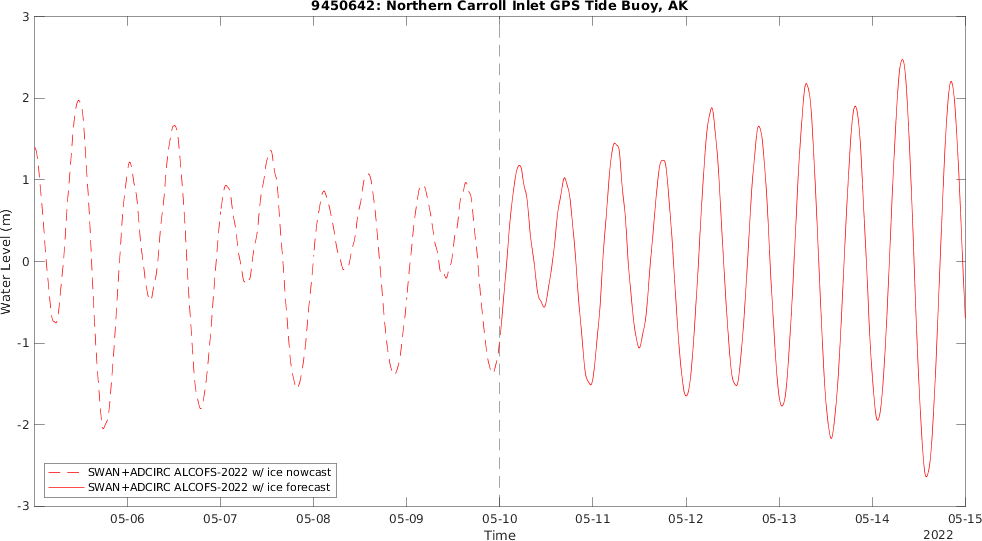 9450642: Northern Carroll Inlet GPS Tide Buoy, AK
3
2
1
0
-1
-2
-3
Water Level (m)
SWAN+ADCIRC ALCOFS-2022 w/ ice nowcast
SWAN+ADCIRC ALCOFS-2022 w/ ice forecast
05-06 05-07 05-08 05-09 05-10 05-11 05-12 05-13 05-14 05-15
Time
2022